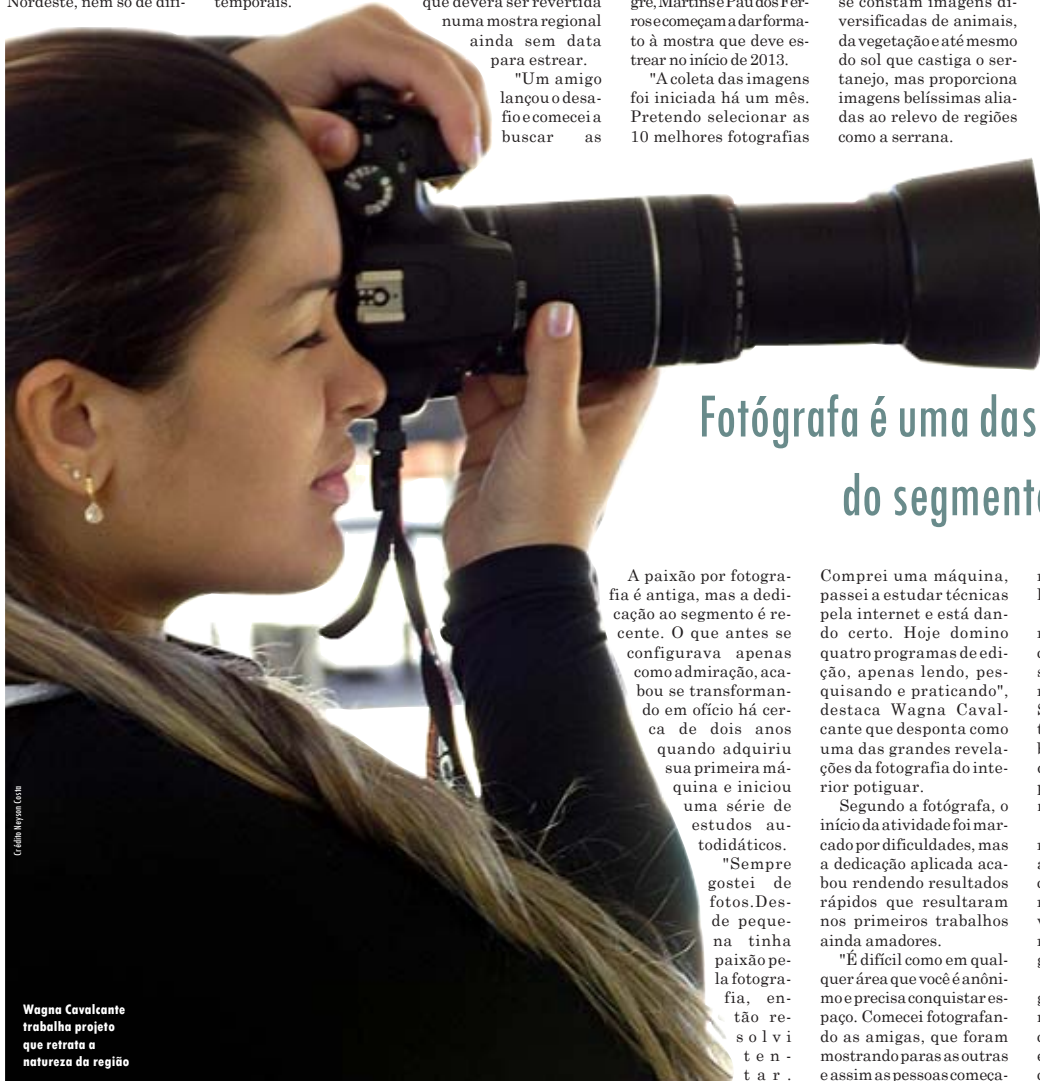 Nordeste, nem só de difi-
temporais.
que deverá ser revertida
numa mostra regional
ainda sem data
para estrear.
"Um amigo
lançou o desa-
fio e comecei a
buscar as
gre, Martins e Pau dos Fer-
ros e começam a dar forma-
to à mostra que deve es-
trear no início de 2013.
"A coleta das imagens
foi iniciada há um mês.
Pretendo selecionar as
10 melhores fotografias
se constam imagens di-
versificadas de animais,
da vegetação e até mesmo
do sol que castiga o ser-
tanejo, mas proporciona
imagens belíssimas alia-
das ao relevo de regiões
como a serrana.
Fotógrafa é uma das
do segmento
A paixão por fotogra-
fia é antiga, mas a dedi-
cação ao segmento é re-
cente. O que antes se
configurava apenas
como admiração, aca-
bou se transforman-
do em ofício há cer-
ca de dois anos
quando adquiriu
sua primeira má-
quina e iniciou
uma série de
estudos au-
todidáticos.
"Sempre
gostei de
fotos.Des-
de peque-
na tinha
paixão pe-
la fotogra-
fia, en-
tão re-
solvi
ten-
tar.
Comprei uma máquina,
passei a estudar técnicas
pela internet e está dan-
do certo. Hoje domino
quatro programas de edi-
ção, apenas lendo, pes-
quisando e praticando",
destaca Wagna Caval-
cante que desponta como
uma das grandes revela-
ções da fotografia do inte-
rior potiguar.
Segundo a fotógrafa, o
início da atividade foi mar-
cado por dificuldades, mas
a dedicação aplicada aca-
bou rendendo resultados
rápidos que resultaram
nos primeiros trabalhos
ainda amadores.
"É difícil como em qual-
quer área que você é anôni-
mo e precisa conquistar es-
paço. Comecei fotografan-
do as amigas, que foram
mostrando paras as outras
e assim as pessoas começa-
Crédito Neyson Costa
Wagna Cavalcante
trabalha projeto
que retrata a
natureza da região